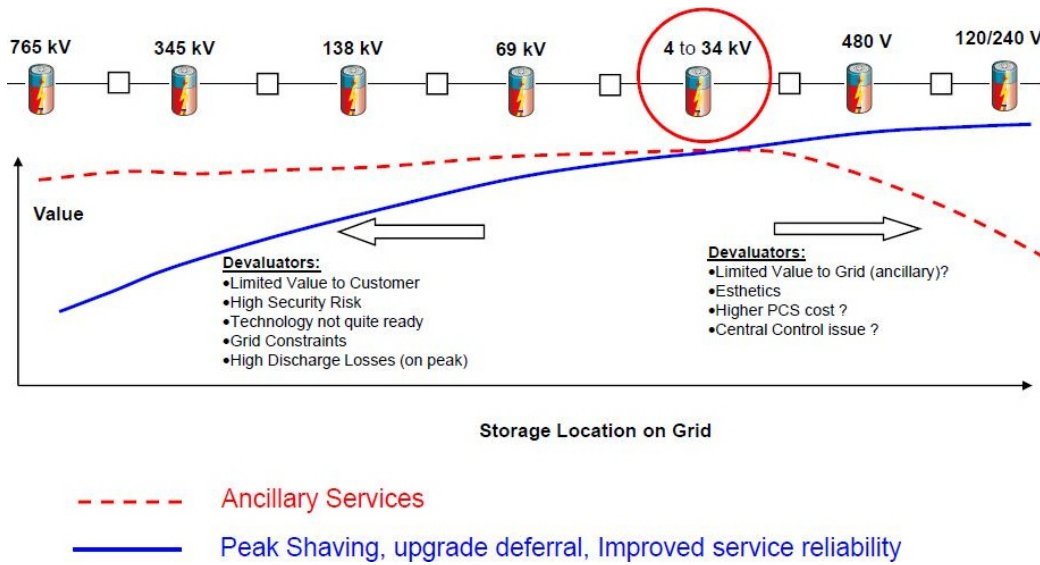 765 kV 345 kV 138 kV 69 kV 4 to 34 kV 480 V 120/240 V
Value
Devaluators:
•Limited Value to Customer
•High Security Risk
•Technology not quite ready
•Grid Constraints
•High Discharge Losses (on peak)
Devaluators:
•Limited Value to Grid (ancillary)?
•Esthetics
•Higher PCS cost ?
•Central Control issue ?
Storage Location on Grid
Ancillary Services
Peak Shaving, upgrade deferral, Improved service reliability